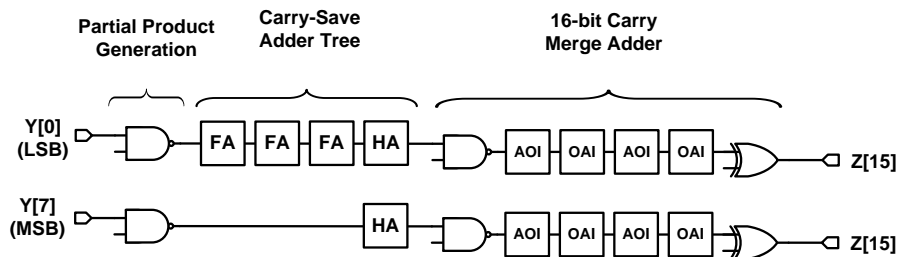 Partial Product
Generation
Carry-Save
Adder Tree
16-bit Carry
Merge Adder
Y[0]
(LSB)
FA
FA
FA
HA
AOI
OAI
AOI
OAI
Z[15]
Y[7]
(MSB)
HA
AOI
OAI
AOI
OAI
Z[15]